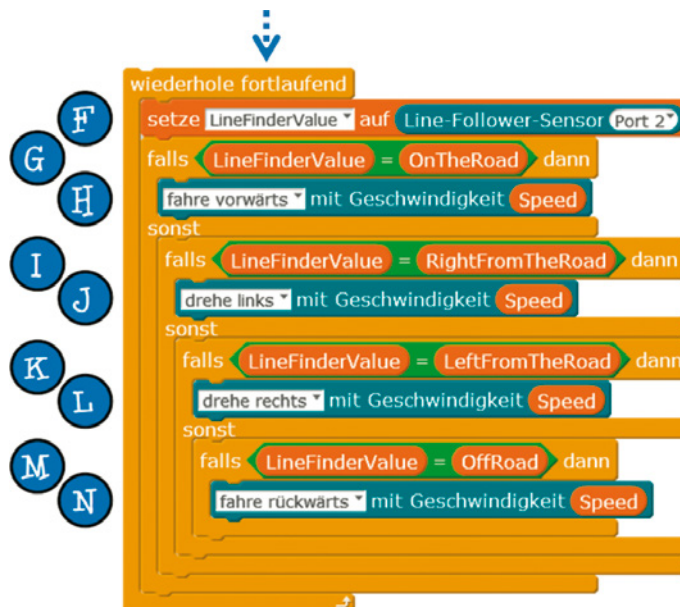 wiederhole fortlaufend
F setze LineFinderValue auf Line-Follower-Sensor Port 2
G falls LineFinderValue = OnTheRoad dann
H fahre vorwärts mit Geschwindigkeit Speed
sonst
I falls LineFinderValue = RightFromTheRoad dann
J drehe links mit Geschwindigkeit Speed
sonst
K falls LineFinderValue = LeftFromTheRoad dann
L drehe rechts mit Geschwindigkeit Speed
sonst
M falls LineFinderValue = OffRoad dann
N fahre rückwärts mit Geschwindigkeit Speed